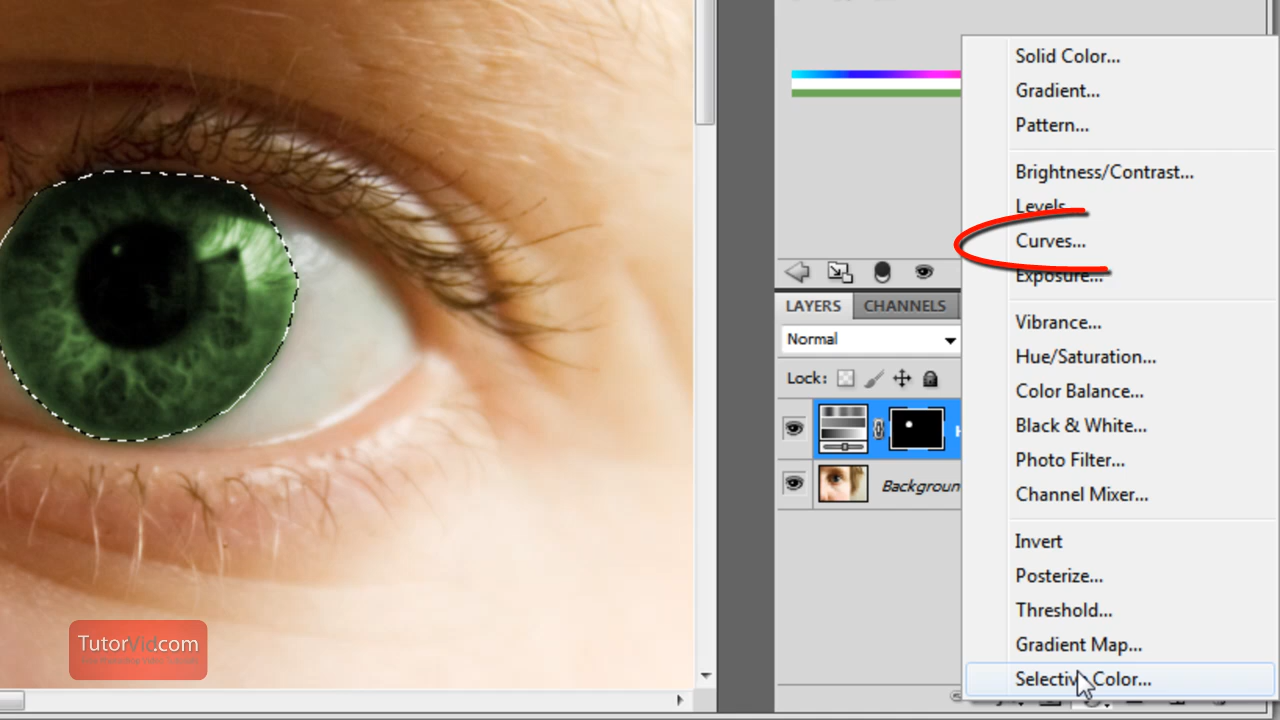 Solid Color...
Gradient...
Pattern...
Brightness/Contrast...
Levels...
Curves...
Exposure...
Vibrance...
Hue/Saturation...
Color Balance...
Black & White...
Photo Filter...
Channel Mixer...
Invert
Posterize...
Threshold...
Gradient Map...
Selective Color...
LAYERS CHANNELS
Normal
Lock:
H
Backgroun
TutorVid.com